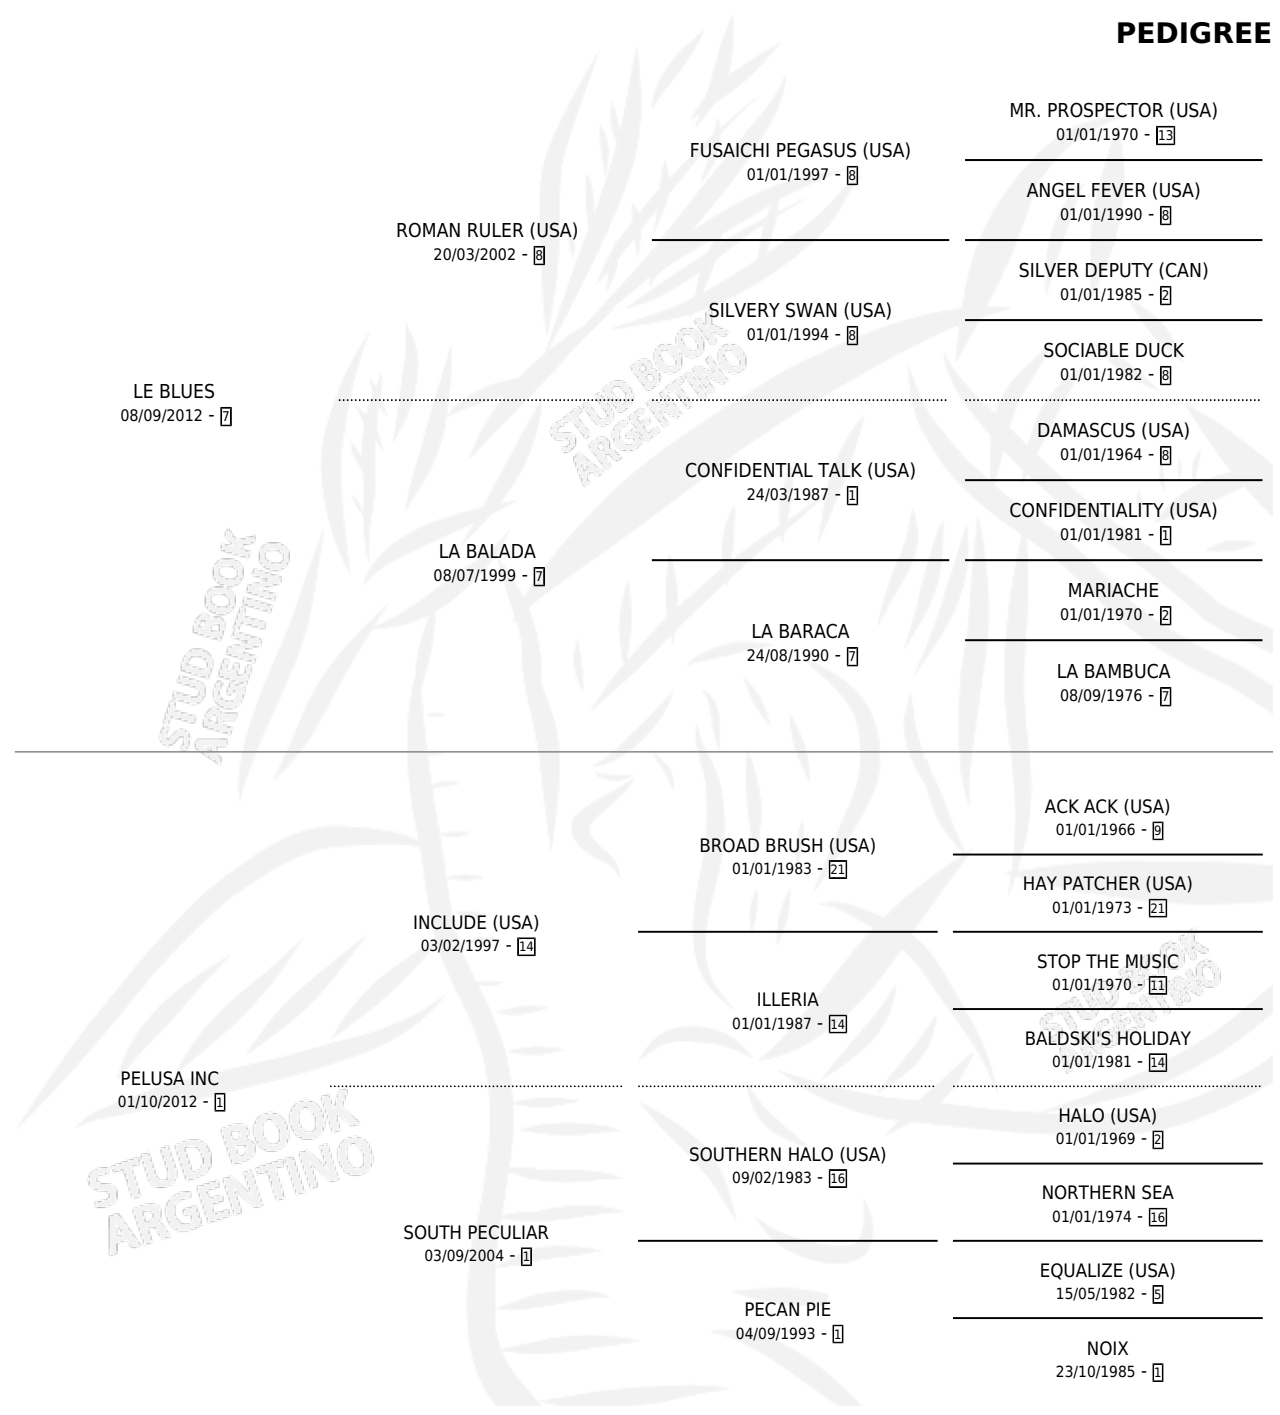 PEDIGREE
MR. PROSPECTOR (USA)
01/01/1970 - 13
FUSAICHI PEGASUS (USA)
01/01/1997 - 8
ANGEL FEVER (USA)
01/01/1990 - 8
ROMAN RULER (USA)
20/03/2002 - 8
SILVER DEPUTY (CAN)
01/01/1985 - 2
SILVERY SWAN (USA)
01/01/1994 - 8
SOCIABLE DUCK
01/01/1982 - 8
LE BLUES
08/09/2012 - 7
STUD BOOK
ARGENTINO
DAMASCUS (USA)
01/01/1964 - 8
CONFIDENTIAL TALK (USA)
24/03/1987 - 1
CONFIDENTIALITY (USA)
01/01/1981 - 1
LA BALADA
08/07/1999 - 7
MARIACHE
01/01/1970 - 2
LA BARACA
24/08/1990 - 7
LA BAMBUCA
08/09/1976 - 7
STUD BOOK
ARGENTINO
ACK ACK (USA)
01/01/1966 - 9
BROAD BRUSH (USA)
01/01/1983 - 21
HAY PATCHER (USA)
01/01/1973 - 21
INCLUDE (USA)
03/02/1997 - 14
STOP THE MUSIC
01/01/1970 - 11
ILLERIA
01/01/1987 - 14
BALDSKI'S HOLIDAY
01/01/1981 - 14
STUD BOOK
ARGENTINO
PELUSA INC
01/10/2012 - 1
HALO (USA)
01/01/1969 - 2
SOUTHERN HALO (USA)
09/02/1983 - 16
NORTHERN SEA
01/01/1974 - 16
STUD BOOK
ARGENTINO
SOUTH PECULIAR
03/09/2004 - 1
EQUALIZE (USA)
15/05/1982 - 5
PECAN PIE
04/09/1993 - 1
NOIX
23/10/1985 - 1